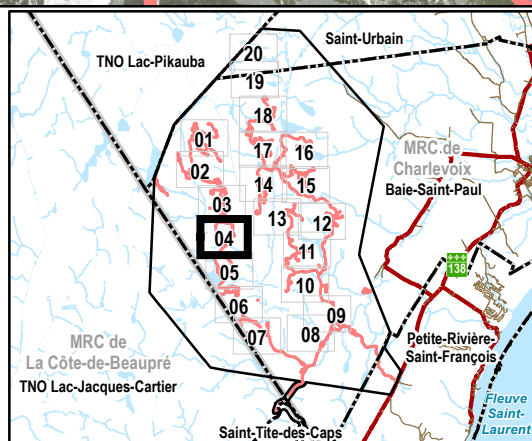 20
Saint-Urbain
TNO Lac-Pikauba
19
18
01
17
16
MRC de
Charlevoix
02
14
15
Baie-Saint-Paul
03
13
12
04
11
138
05
10
06
09
07
08
Petite-Rivière-
Saint-François
MRC de
La Côte-de-Beaupré
TNO Lac-Jacques-Cartier
Fleuve
Saint-
Laurent
Saint-Tite-des-Caps